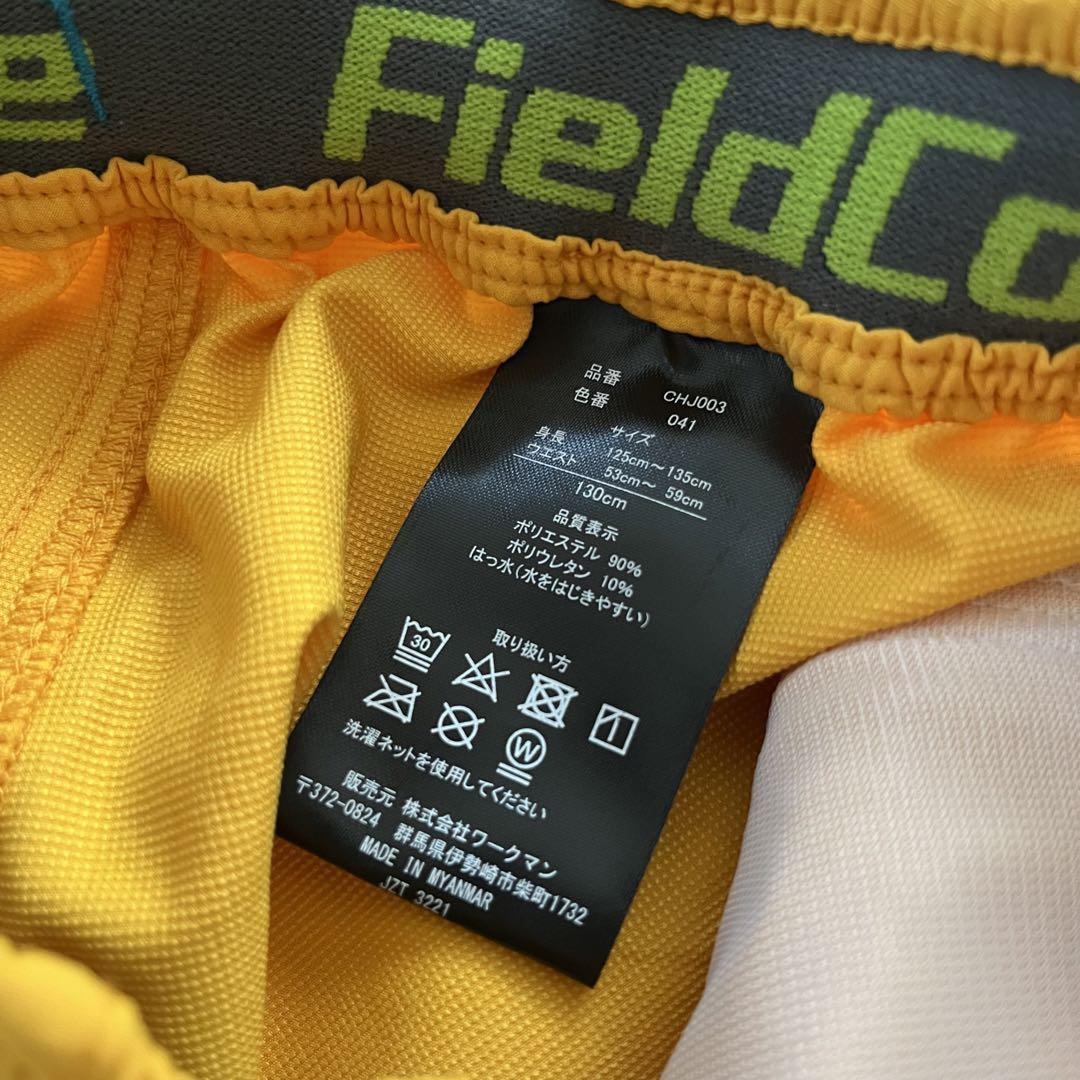 e FieldCo
品番 CHJ003
色番 041
サイズ
身長 125cm～135cm
ウエスト 53cm～ 59cm
130cm
品質表示
ポリエステル 90%
ポリウレタン 10%
はっ水(水をはじきやすい)
取り扱い方
30
W
洗濯ネットを使用してください
販売元 株式会社ワークマン
〒372-0824 群馬県伊勢崎市柴町1732
MADE IN MYANMAR
JZT 3221